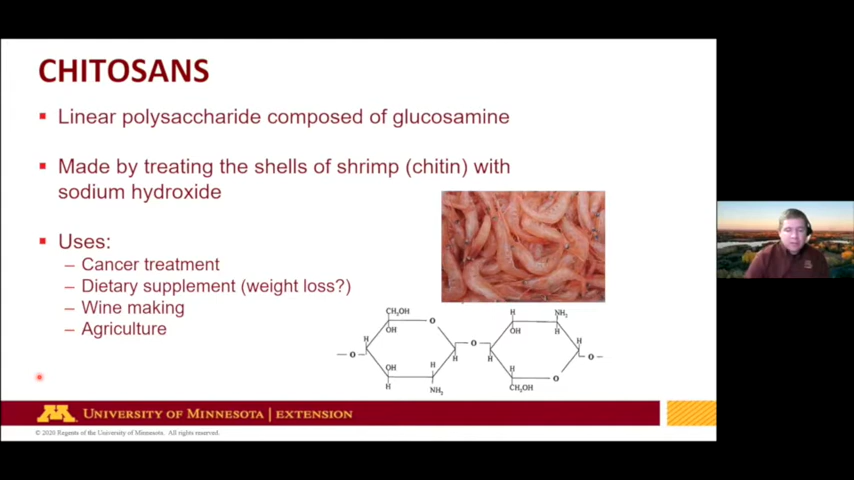 CHITOSANS
▪ Linear polysaccharide composed of glucosamine
▪ Made by treating the shells of shrimp (chitin) with
sodium hydroxide
▪ Uses:
– Cancer treatment
– Dietary supplement (weight loss?)
– Wine making
– Agriculture
CH₂OH
O
H
OH
H
O
OH
H
H
H
NH₂
O
H
NH₂
OH
H
H
H
H
O
O
CH₂OH
UNIVERSITY OF MINNESOTA | EXTENSION
© 2020 Regents of the University of Minnesota. All rights reserved.